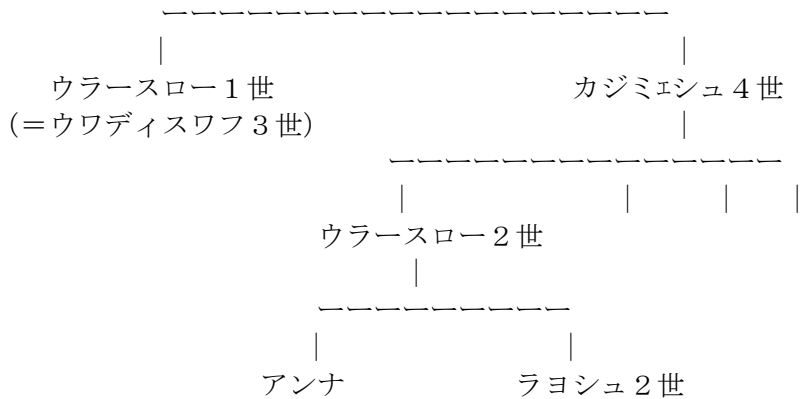 ウラースロー１世 カジミェシュ４世
(＝ウワディスワフ３世)
ウラースロー２世
アンナ ラヨシュ２世